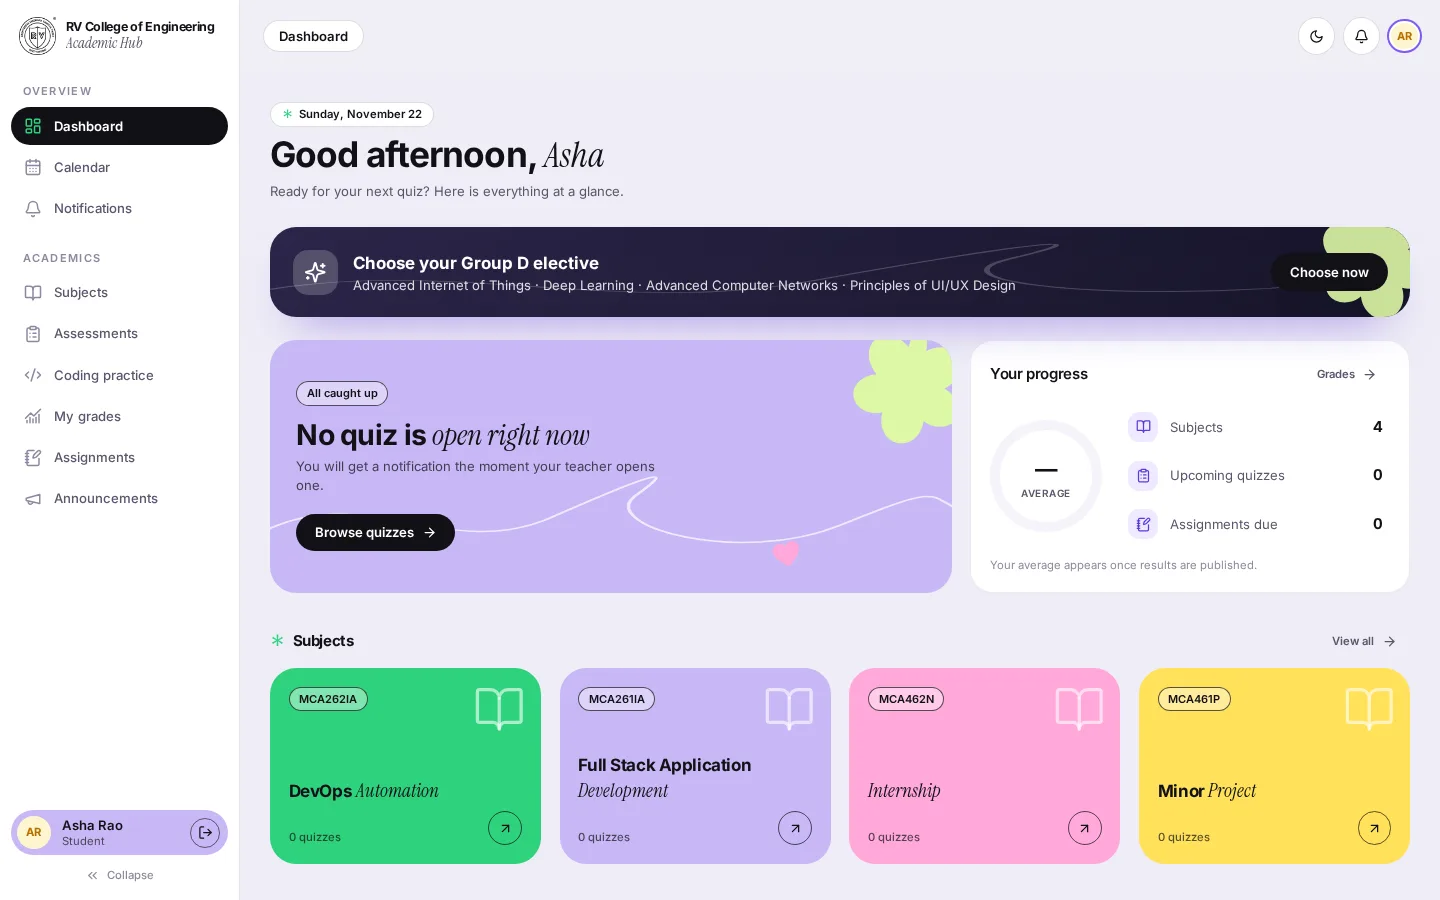 RV College of Engineering
Academic Hub
OVERVIEW
Dashboard
Calendar
Notifications
ACADEMICS
Subjects
Assessments
Coding practice
My grades
Assignments
Announcements
AR
Asha Rao
Student
Collapse
Dashboard
AR
Sunday, November 22
Good afternoon, Asha
Ready for your next quiz? Here is everything at a glance.
Choose your Group D elective
Advanced Internet of Things · Deep Learning · Advanced Computer Networks · Principles of UI/UX Design
Choose now
All caught up
No quiz is open right now
You will get a notification the moment your teacher opens
one.
Browse quizzes
Your progress
Grades
—
AVERAGE
Subjects 4
Upcoming quizzes 0
Assignments due 0
Your average appears once results are published.
Subjects
View all
MCA262IA
DevOps Automation
0 quizzes
MCA261IA
Full Stack Application
Development
0 quizzes
MCA462N
Internship
0 quizzes
MCA461P
Minor Project
0 quizzes